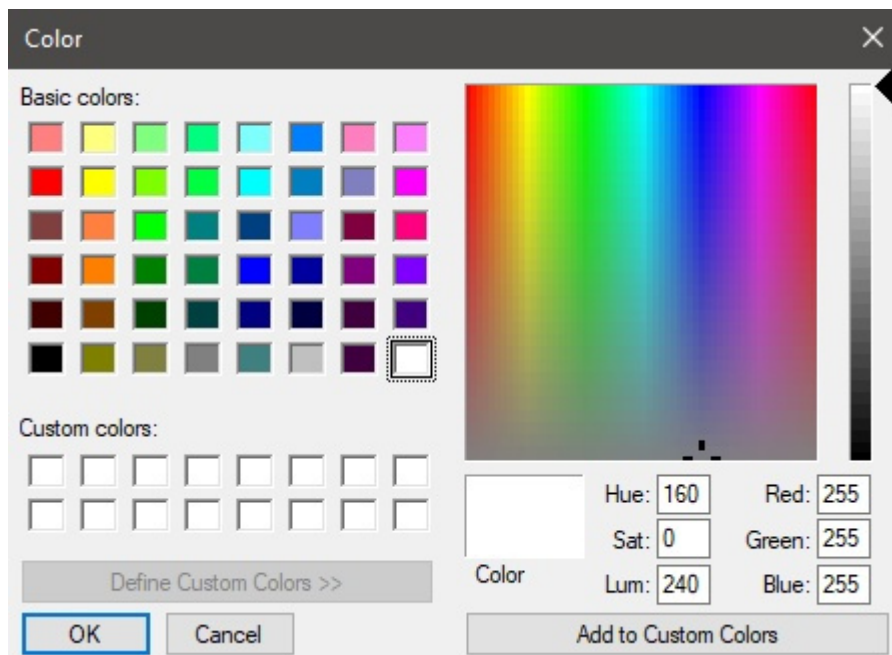 Color
Basic colors:
Custom colors:
Define Custom Colors >>
OK Cancel
Color
Hue: 160 Red: 255
Sat: 0 Green: 255
Lum: 240 Blue: 255
Add to Custom Colors